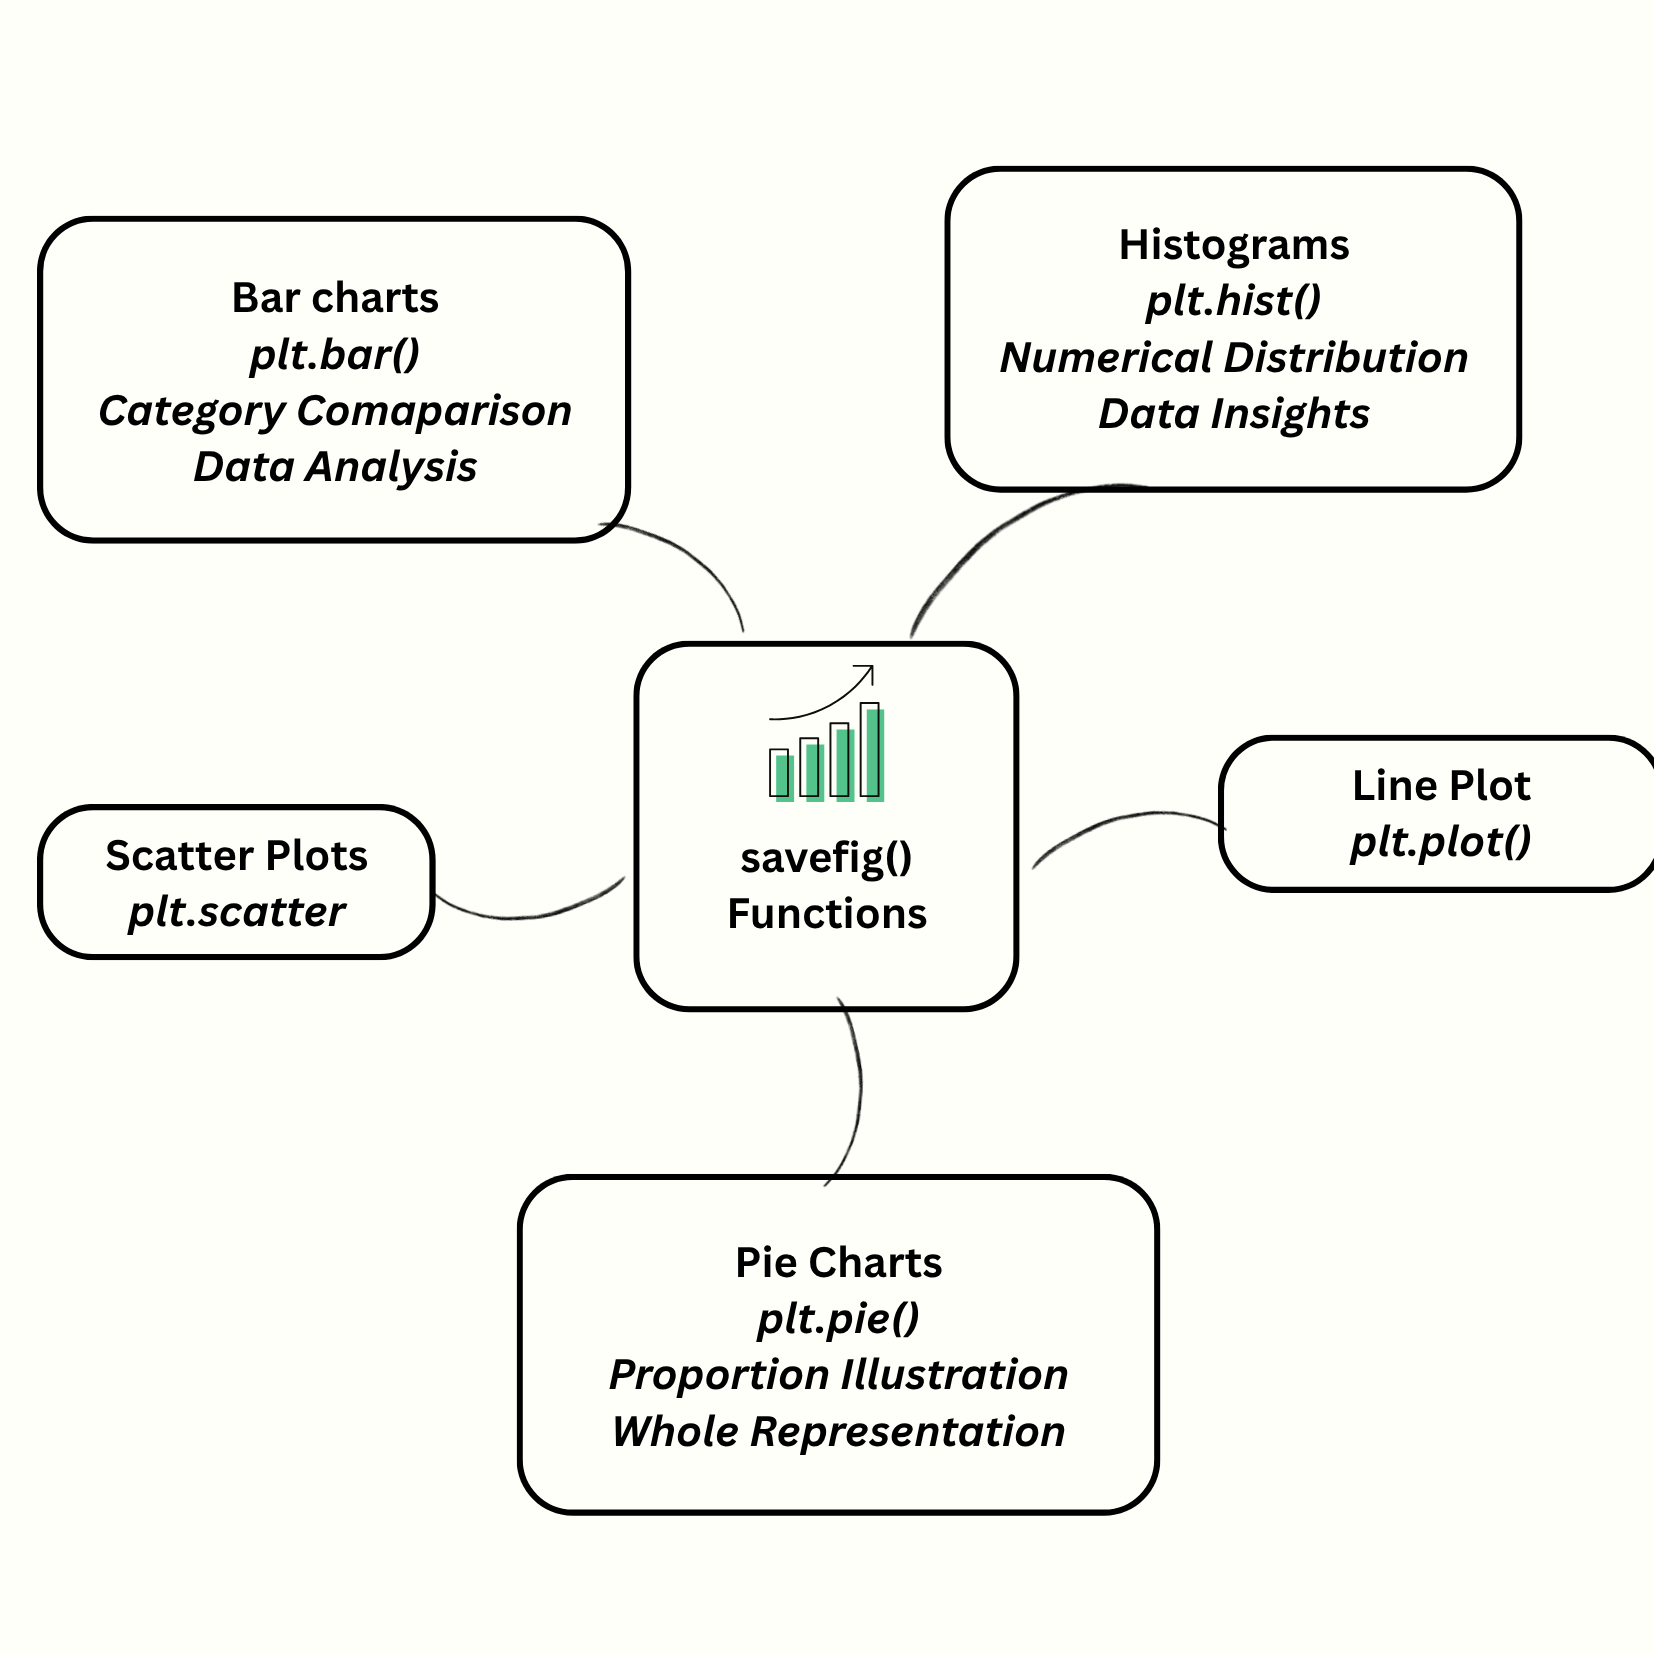 Bar charts
plt.bar()
Category Comaparison
Data Analysis
Histograms
plt.hist()
Numerical Distribution
Data Insights
Scatter Plots
plt.scatter
savefig()
Functions
Line Plot
plt.plot()
Pie Charts
plt.pie()
Proportion Illustration
Whole Representation